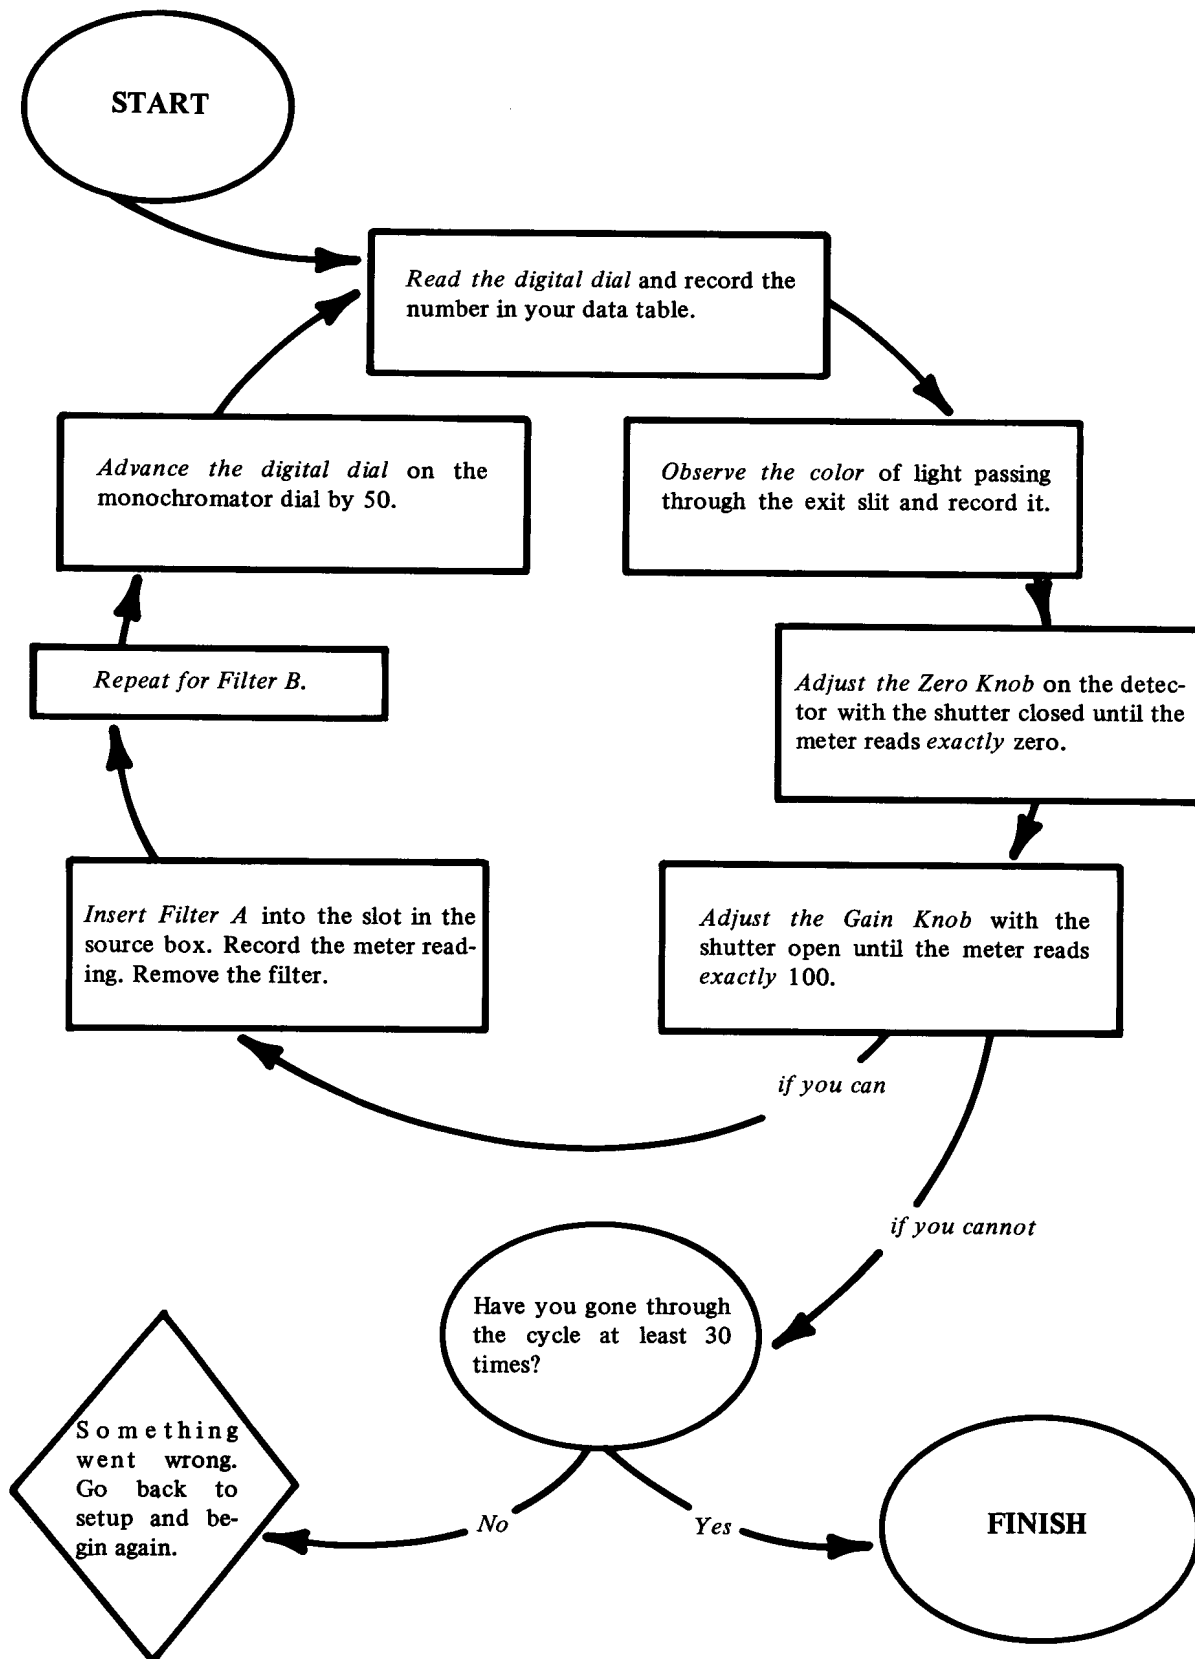 START
Read the digital dial and record the
number in your data table.
Advance the digital dial on the
monochromator dial by 50.
Observe the color of light passing
through the exit slit and record it.
Repeat for Filter B.
Adjust the Zero Knob on the detec-
tor with the shutter closed until the
meter reads exactly zero.
Insert Filter A into the slot in the
source box. Record the meter read-
ing. Remove the filter.
Adjust the Gain Knob with the
shutter open until the meter reads
exactly 100.
if you can
if you cannot
Have you gone through
the cycle at least 30
times?
Something
went wrong.
Go back to
setup and be-
gin again.
No
Yes
FINISH